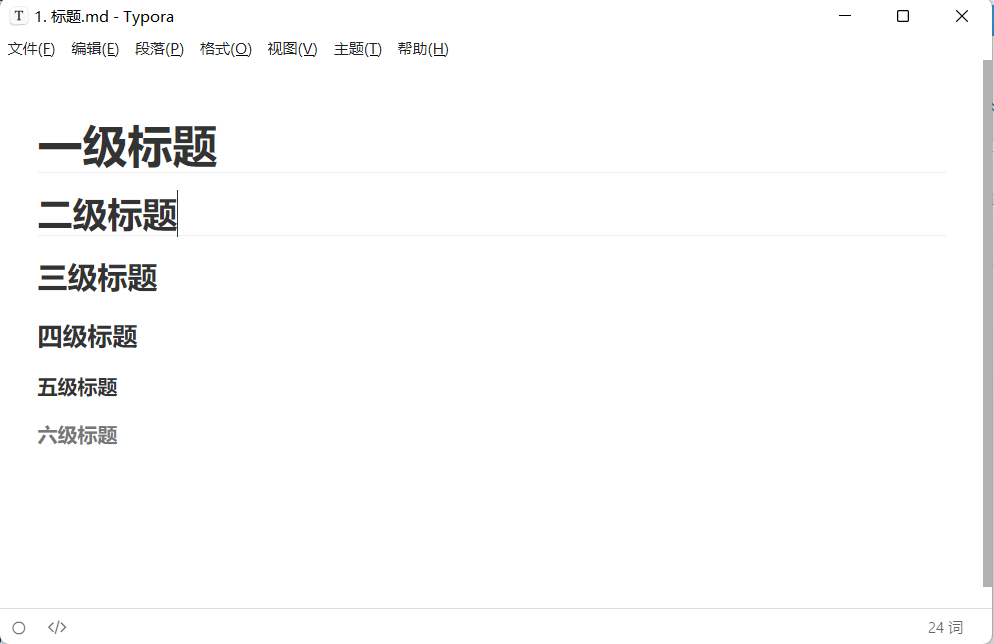 T 1. 标题.md - Typora
文件(F) 编辑(E) 段落(P) 格式(O) 视图(V) 主题(T) 帮助(H)
一级标题
二级标题
三级标题
四级标题
五级标题
六级标题
</> 24 词